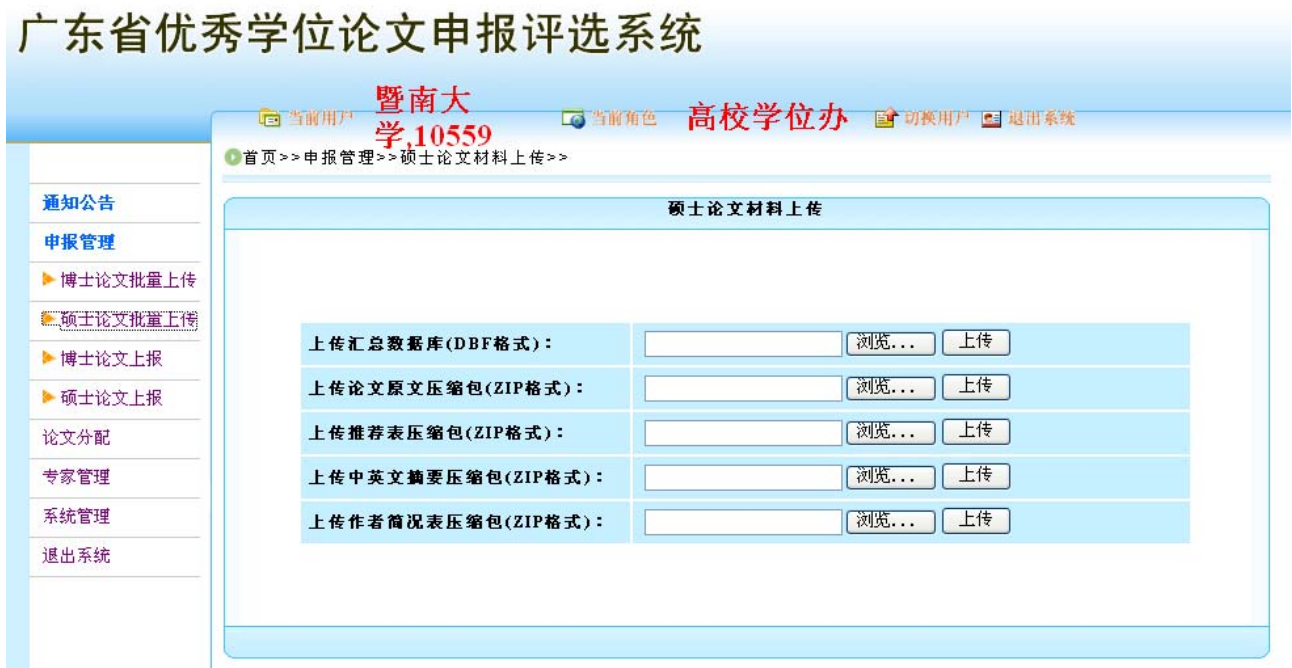 广东省优秀学位论文申报评选系统
当前用户 暨南大学,10559 当前角色 高校学位办 切换用户 退出系统
首页>>申报管理>>硕士论文材料上传>>
通知公告
申报管理
博士论文批量上传
硕士论文批量上传
博士论文上报
硕士论文上报
论文分配
专家管理
系统管理
退出系统
硕士论文材料上传
上传汇总数据库(DBF格式): 浏览... 上传
上传论文原文压缩包(ZIP格式): 浏览... 上传
上传推荐表压缩包(ZIP格式): 浏览... 上传
上传中英文摘要压缩包(ZIP格式): 浏览... 上传
上传作者简况表压缩包(ZIP格式): 浏览... 上传